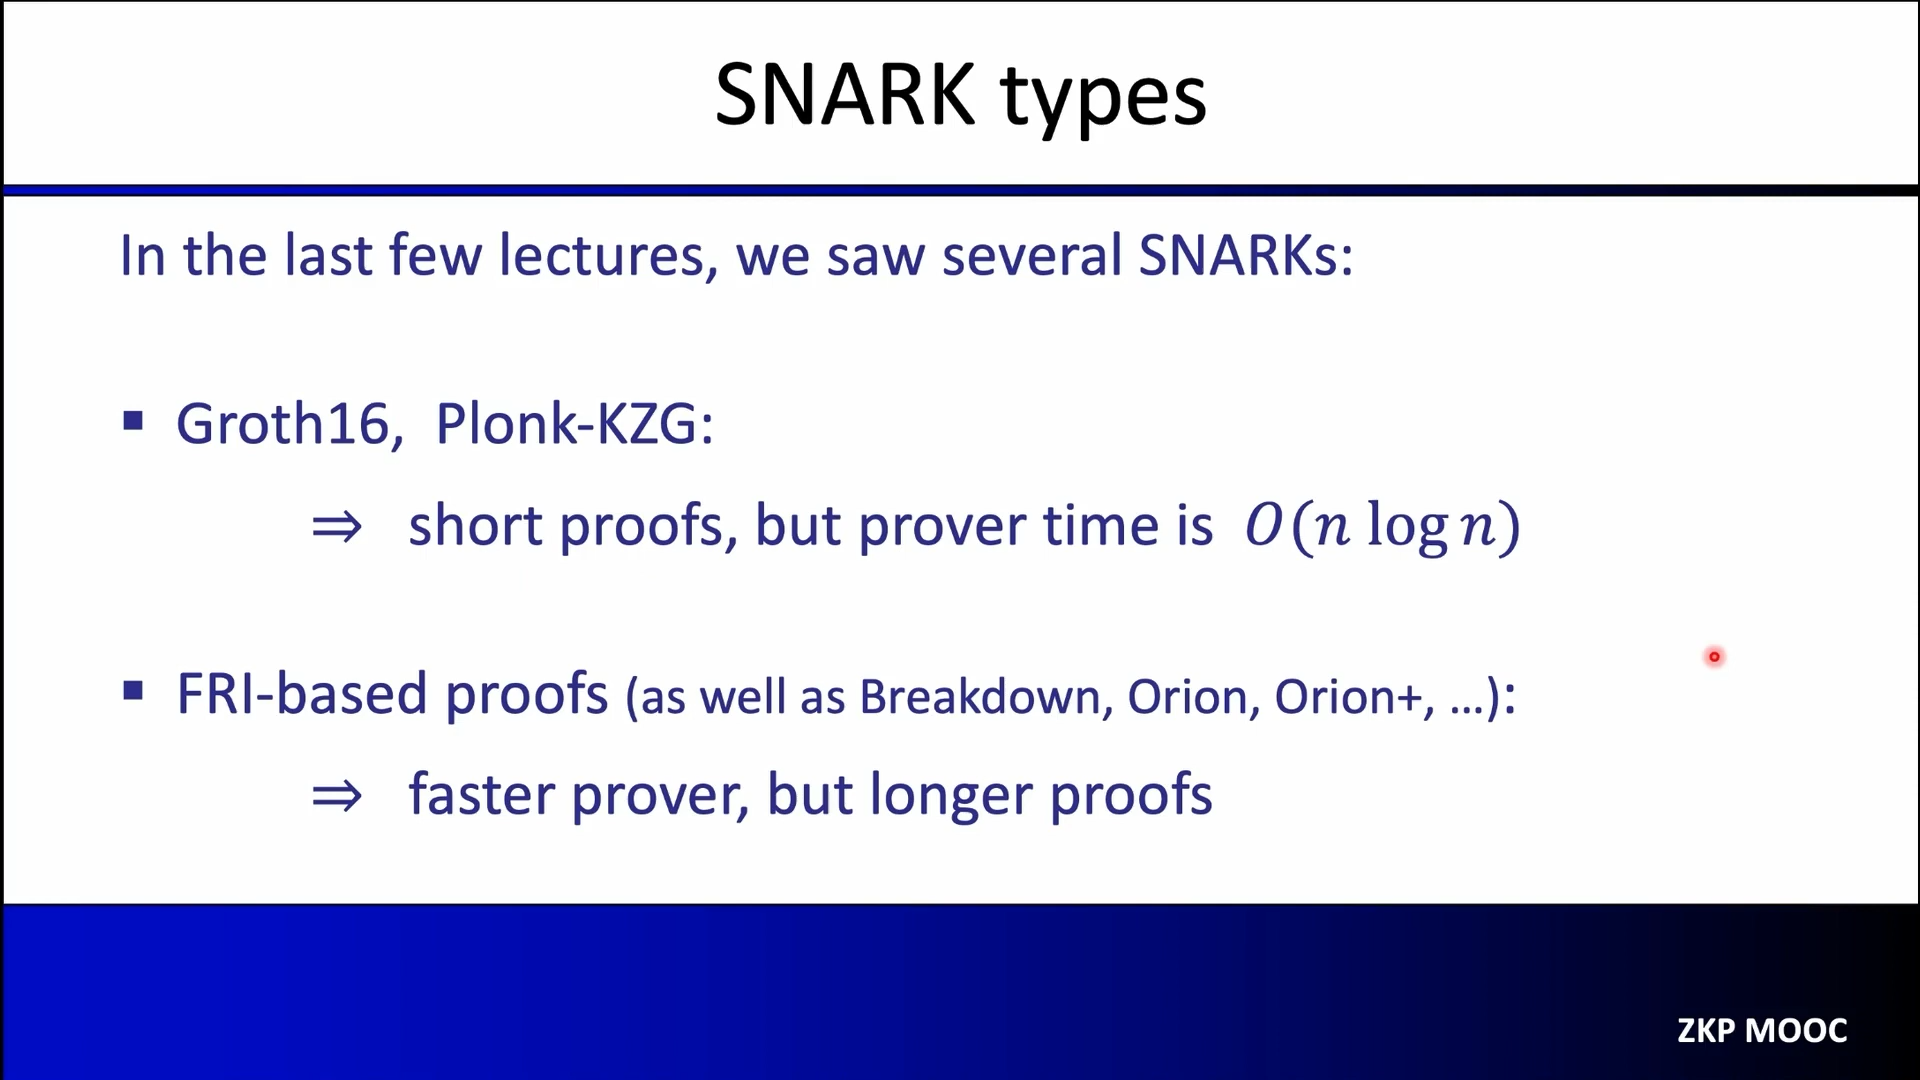 SNARK types
In the last few lectures, we saw several SNARKs:
▪ Groth16, Plonk-KZG:
⇒ short proofs, but prover time is O(n log n)
▪ FRI-based proofs (as well as Breakdown, Orion, Orion+, …):
⇒ faster prover, but longer proofs
ZKP MOOC